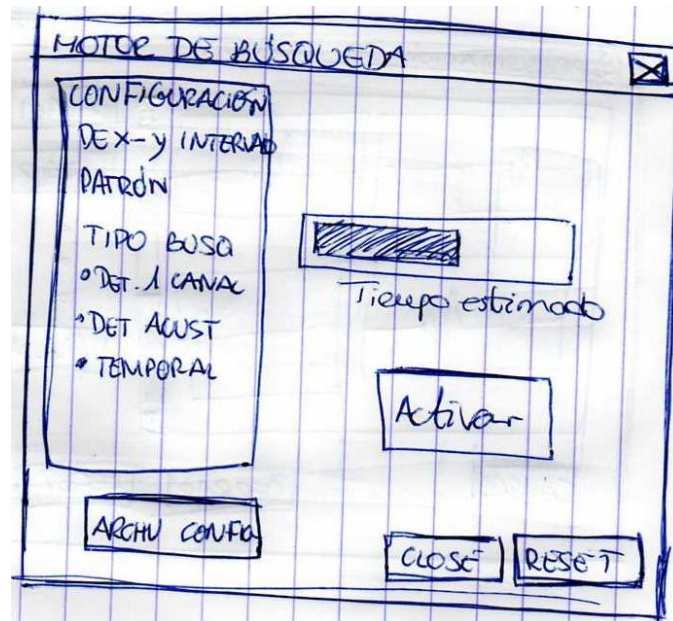 MOTOR DE BÚSQUEDA
CONFIGURACIÓN
DE X-Y INTERVALO
PATRÓN
TIPO BUSQ
DET. 1 CANAL
DET ACUST
TEMPORAL
Tiempo estimado
Activar
ARCHV CONFIG
CLOSE
RESET